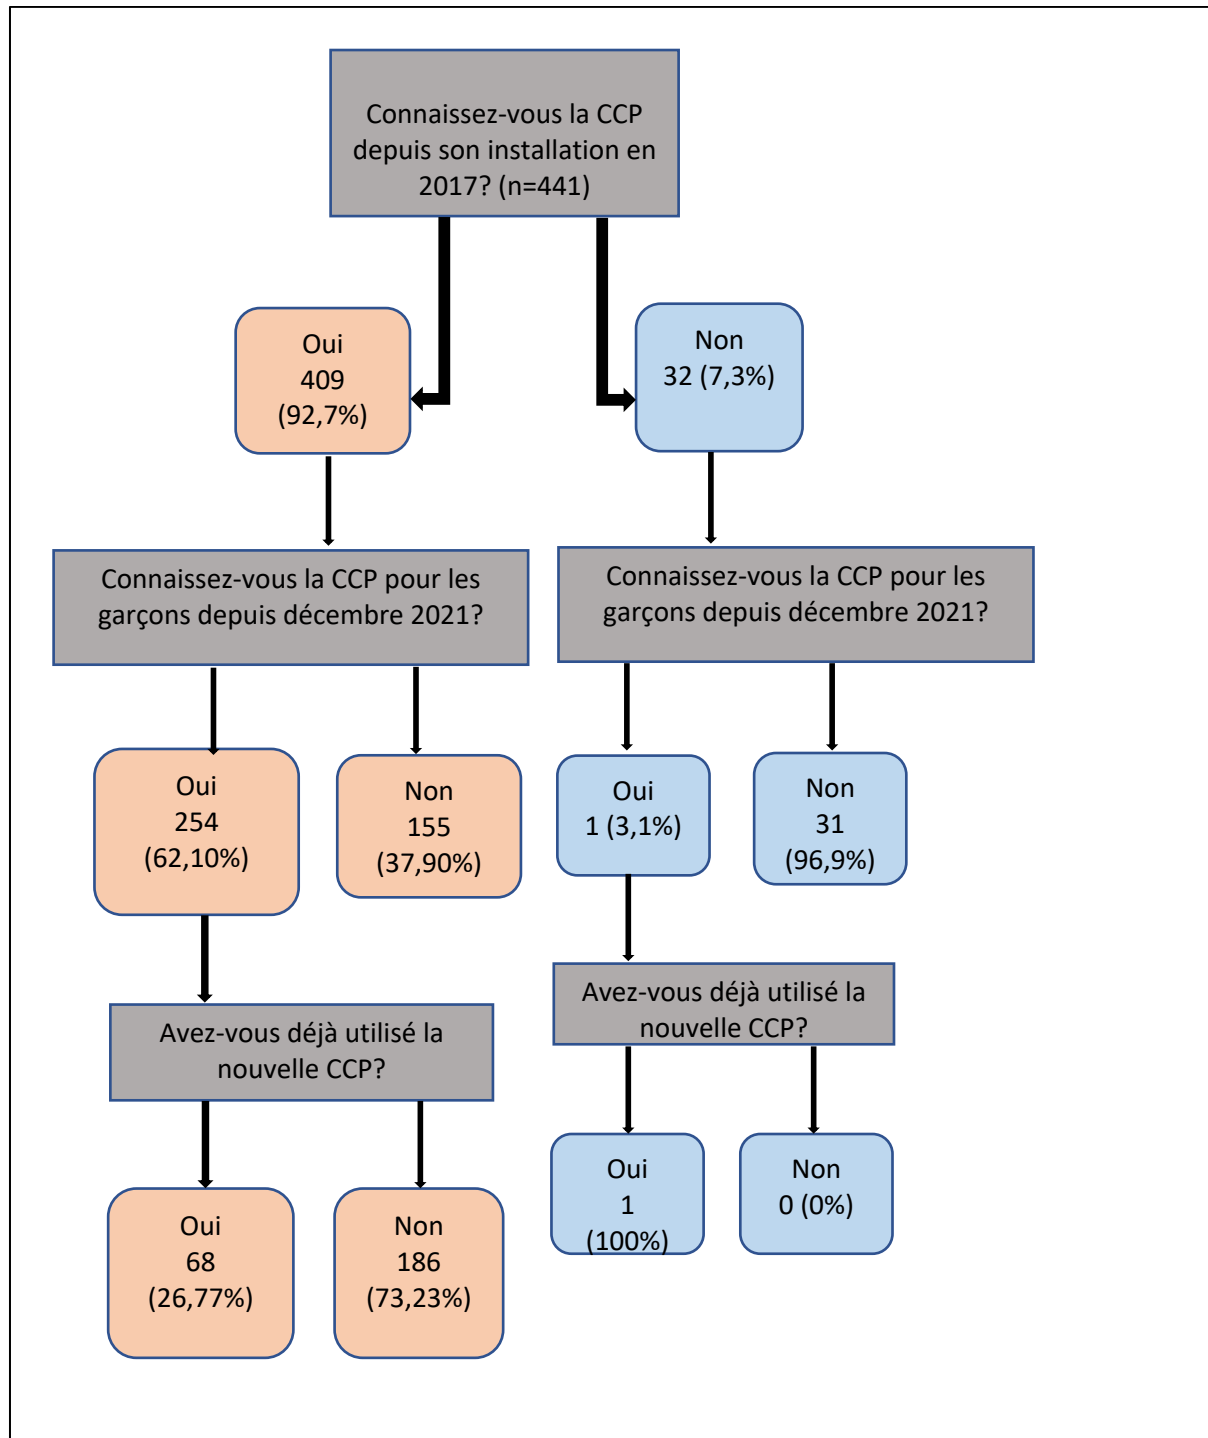 Connaissez-vous la CCP
depuis son installation en
2017? (n=441)
Oui
409
(92,7%)
Non
32 (7,3%)
Connaissez-vous la CCP pour les
garçons depuis décembre 2021?
Connaissez-vous la CCP pour les
garçons depuis décembre 2021?
Oui
254
(62,10%)
Non
155
(37,90%)
Oui
1 (3,1%)
Non
31
(96,9%)
Avez-vous déjà utilisé la
nouvelle CCP?
Avez-vous déjà utilisé la
nouvelle CCP?
Oui
68
(26,77%)
Non
186
(73,23%)
Oui
1
(100%)
Non
0 (0%)